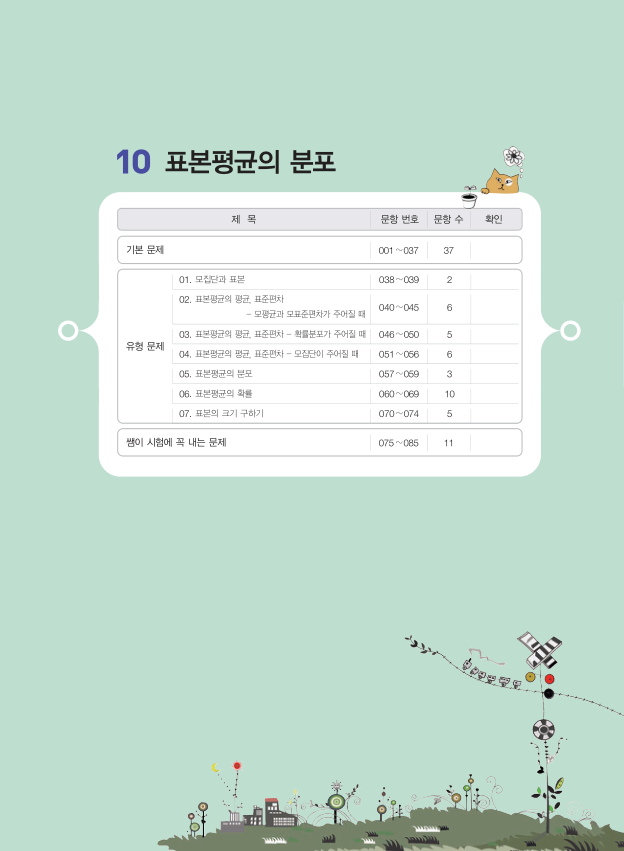 10 표본평균의 분포
제 목 문항 번호 문항 수 확인
기본 문제 001~037 37
유형 문제
01. 모집단과 표본 038~039 2
02. 표본평균의 평균, 표준편차
- 모평균과 모표준편차가 주어질 때 040~045 6
03. 표본평균의 평균, 표준편차 - 확률분포가 주어질 때 046~050 5
04. 표본평균의 평균, 표준편차 - 모집단이 주어질 때 051~056 6
05. 표본평균의 분포 057~059 3
06. 표본평균의 확률 060~069 10
07. 표본의 크기 구하기 070~074 5
쌤이 시험에 꼭 내는 문제 075~085 11